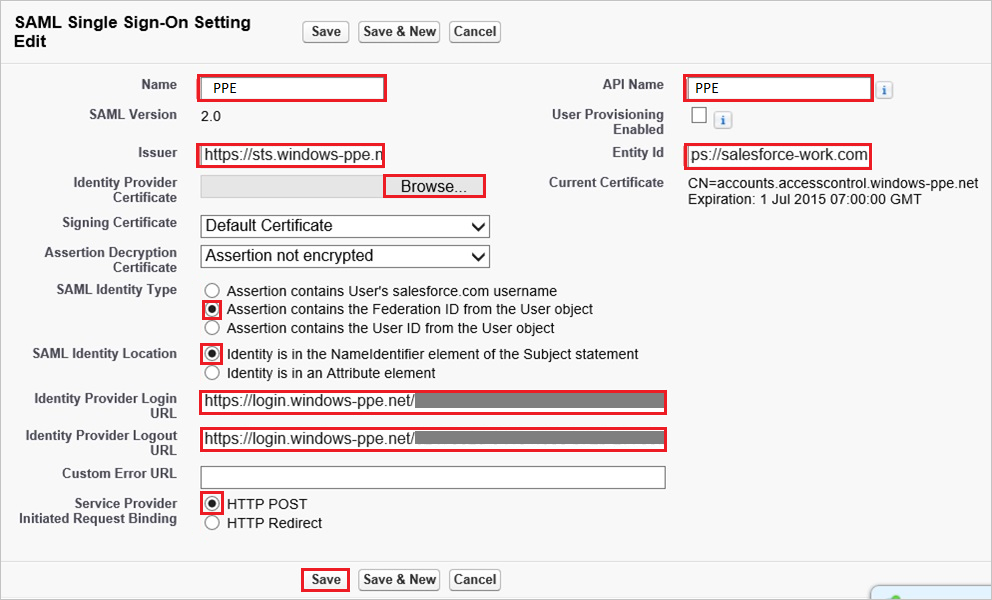 SAML Single Sign-On Setting
Edit
Save Save & New Cancel
Name PPE API Name PPE
SAML Version 2.0 User Provisioning
Enabled
Issuer https://sts.windows-ppe.n Entity Id ps://salesforce-work.com
Identity Provider
Certificate Browse... Current Certificate CN=accounts.accesscontrol.windows-ppe.net
Expiration: 1 Jul 2015 07:00:00 GMT
Signing Certificate Default Certificate
Assertion Decryption
Certificate Assertion not encrypted
SAML Identity Type Assertion contains User's salesforce.com username
Assertion contains the Federation ID from the User object
Assertion contains the User ID from the User object
SAML Identity Location Identity is in the NameIdentifier element of the Subject statement
Identity is in an Attribute element
Identity Provider Login
URL https://login.windows-ppe.net/
Identity Provider Logout
URL https://login.windows-ppe.net/
Custom Error URL
Service Provider
Initiated Request Binding HTTP POST
HTTP Redirect
Save Save & New Cancel